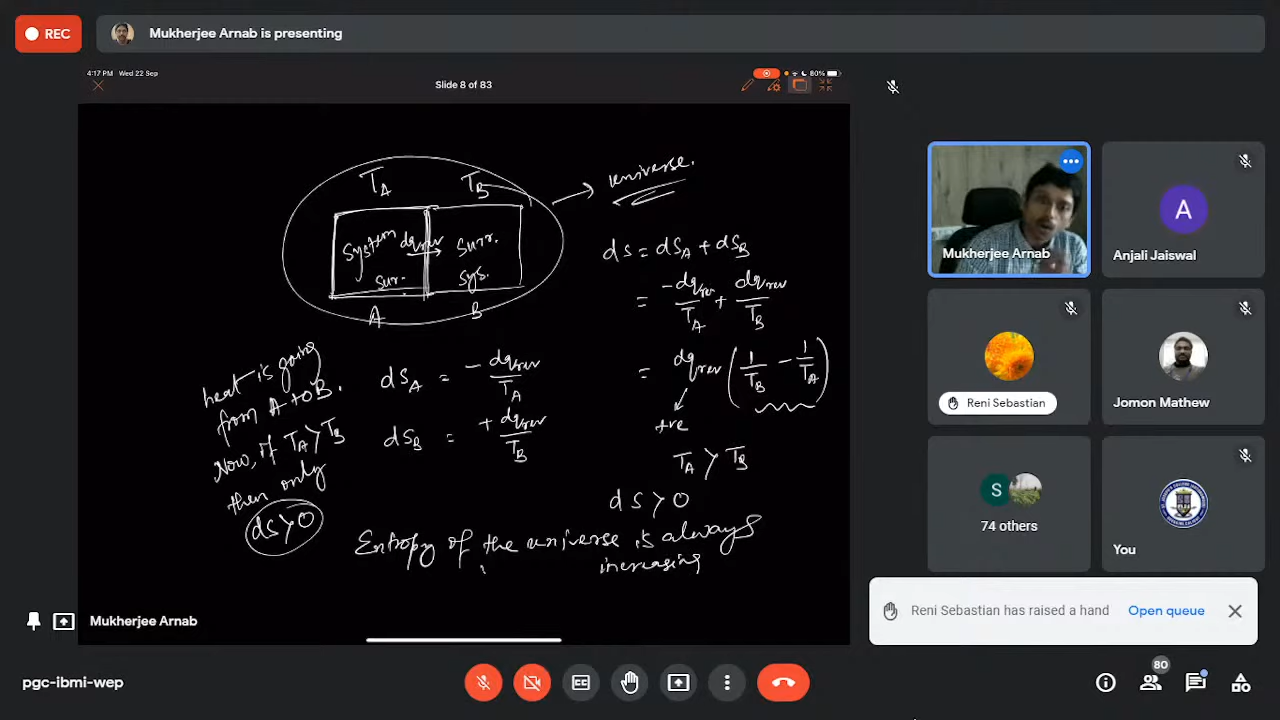 REC
Mukherjee Arnab is presenting
4:17 PM Wed 22 Sep
80%
Slide 8 of 83
TA TB
universe.
System dqrev Surr.
sur. sys.
A B
dS = dSA + dSB
= -dqrev/TA + dqrev/TB
= dqrev (1/TB - 1/TA)
+ve
TA > TB
dS > 0
heat is going
from A to B.
Now, if TA > TB
then only
dS > 0
dSA = - dqrev/TA
dSB = + dqrev/TB
Entropy of the universe is always
increasing
Mukherjee Arnab
Mukherjee Arnab
Anjali Jaiswal
A
Reni Sebastian
Jomon Mathew
S
74 others
You
Reni Sebastian has raised a hand
Open queue
pgc-ibmi-wep
CC
80